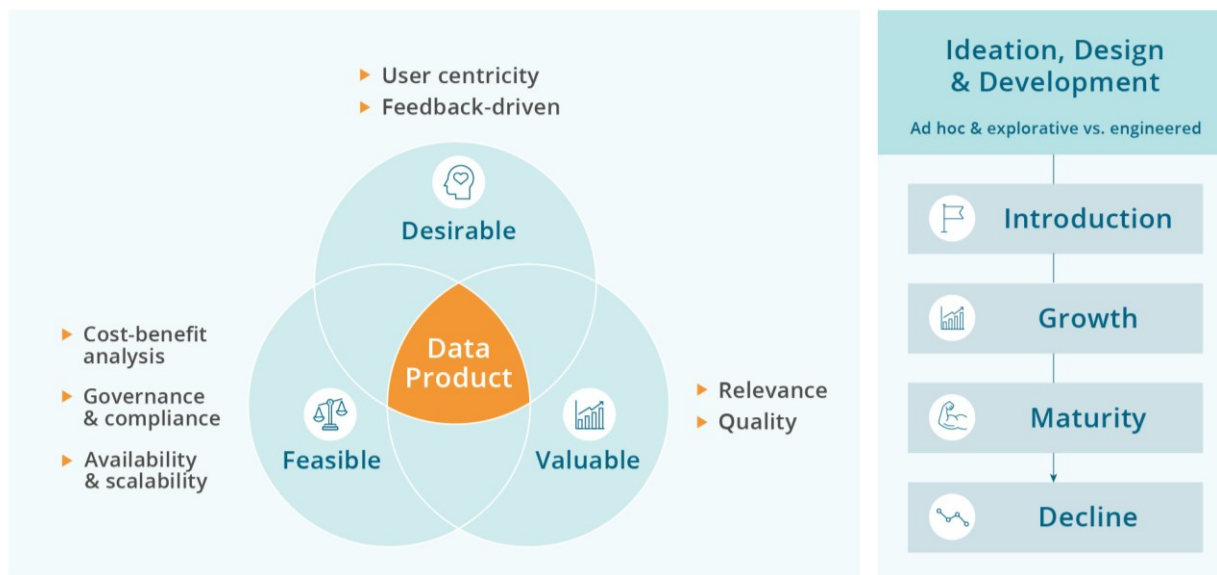 User centricity
Feedback-driven
Desirable
Cost-benefit
analysis
Governance
& compliance
Availability
& scalability
Data
Product
Feasible
Valuable
Relevance
Quality
Ideation, Design
& Development
Ad hoc & explorative vs. engineered
Introduction
Growth
Maturity
Decline